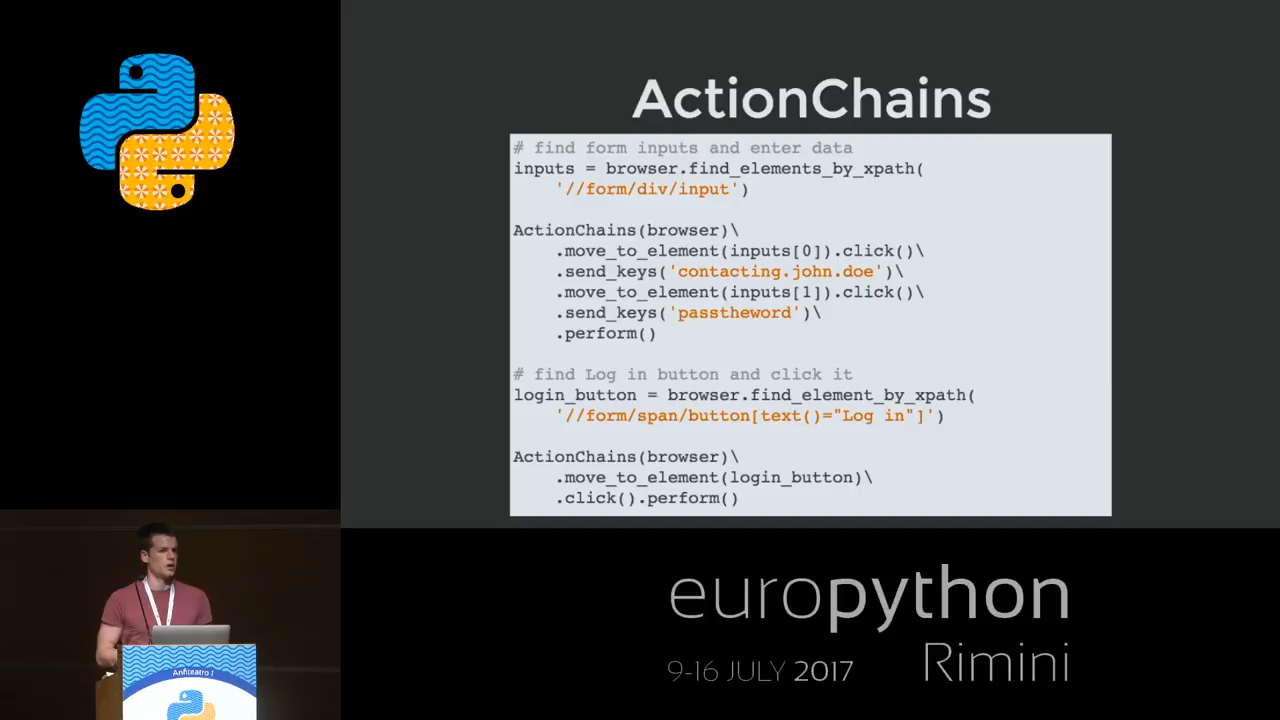 ActionChains
# find form inputs and enter data
inputs = browser.find_elements_by_xpath(
    '//form/div/input')
ActionChains(browser)\
    .move_to_element(inputs[0]).click()\
    .send_keys('contacting.john.doe')\
    .move_to_element(inputs[1]).click()\
    .send_keys('passtheword')\
    .perform()
# find Log in button and click it
login_button = browser.find_element_by_xpath(
    '//form/span/button[text()="Log in"]')
ActionChains(browser)\
    .move_to_element(login_button)\
    .click().perform()
europython
Rimini
9-16 JULY 2017
Anfiteatro 1